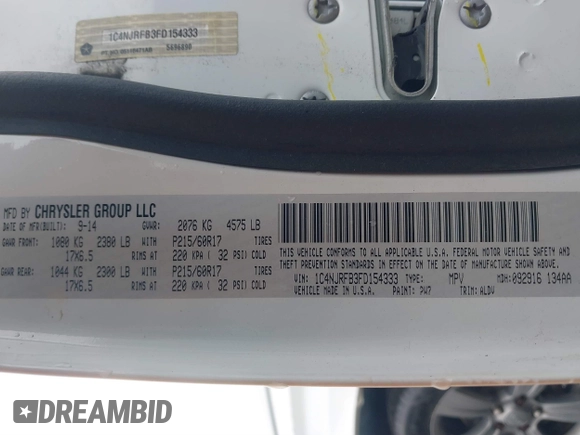 1C4NJRFB3FD154333
MFD BY CHRYSLER GROUP LLC
DATE OF MFR(BUILT): 9-14 GVWR: 2076 KG 4575 LB
GAWR FRONT: 1080 KG 2380 LB WITH P215/60R17 TIRES
17X6.5 RIMS AT 220 KPA ( 32 PSI) COLD
GAWR REAR: 1044 KG 2300 LB WITH P215/60R17 TIRES
17X6.5 RIMS AT 220 KPA ( 32 PSI) COLD
THIS VEHICLE CONFORMS TO ALL APPLICABLE U.S.A. FEDERAL MOTOR VEHICLE SAFETY AND
THEFT PREVENTION STANDARDS IN EFFECT ON THE DATE OF MANUFACTURE SHOWN ABOVE.
VIN: 1C4NJRFB3FD154333 TYPE: MPV MDH: 092916 134AA
VEHICLE MADE IN U.S.A. PAINT: PW7 TRIM: ALDV
DREAMBID